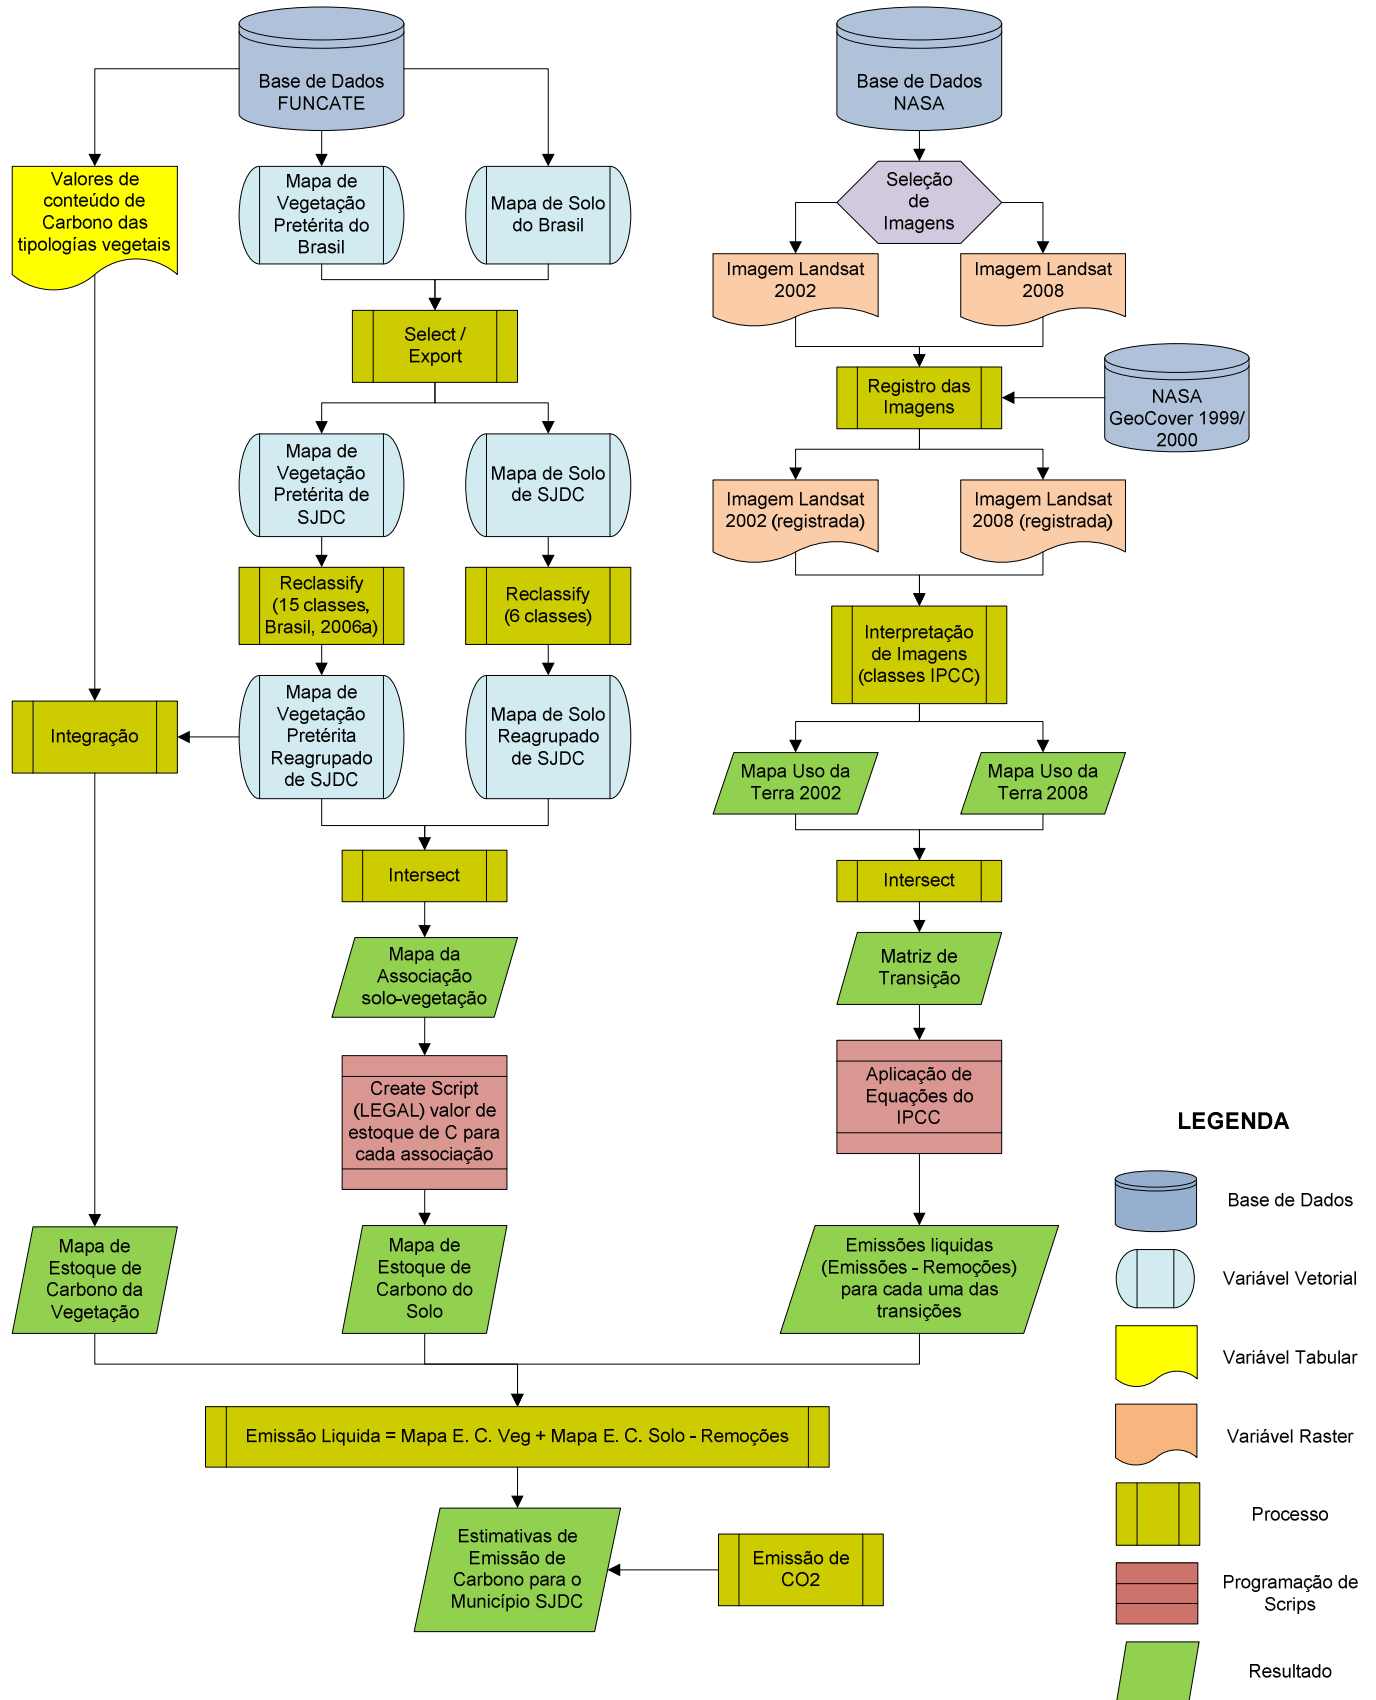 Base de Dados
FUNCATE
Base de Dados
NASA
Valores de
conteúdo de
Carbono das
tipologías vegetais
Mapa de
Vegetação
Pretérita do
Brasil
Mapa de Solo
do Brasil
Seleção
de
Imagens
Imagem Landsat
2002
Imagem Landsat
2008
Select /
Export
Registro das
Imagens
NASA
GeoCover 1999/
2000
Mapa de
Vegetação
Pretérita de
SJDC
Mapa de Solo
de SJDC
Imagem Landsat
2002 (registrada)
Imagem Landsat
2008 (registrada)
Reclassify
(15 classes,
Brasil, 2006a)
Reclassify
(6 classes)
Interpretação
de Imagens
(classes IPCC)
Integração
Mapa de
Vegetação
Pretérita
Reagrupado
de SJDC
Mapa de Solo
Reagrupado
de SJDC
Mapa Uso da
Terra 2002
Mapa Uso da
Terra 2008
Intersect
Intersect
Mapa da
Associação
solo-vegetação
Matriz de
Transição
Create Script
(LEGAL) valor de
estoque de C para
cada associação
Aplicação de
Equações do
IPCC
Mapa de
Estoque de
Carbono da
Vegetação
Mapa de
Estoque de
Carbono do
Solo
Emissões liquidas
(Emissões - Remoções)
para cada uma das
transições
Emissão Liquida = Mapa E. C. Veg + Mapa E. C. Solo - Remoções
Estimativas de
Emissão de
Carbono para o
Município SJDC
Emissão de
CO2
LEGENDA
Base de Dados
Variável Vetorial
Variável Tabular
Variável Raster
Processo
Programação de
Scrips
Resultado